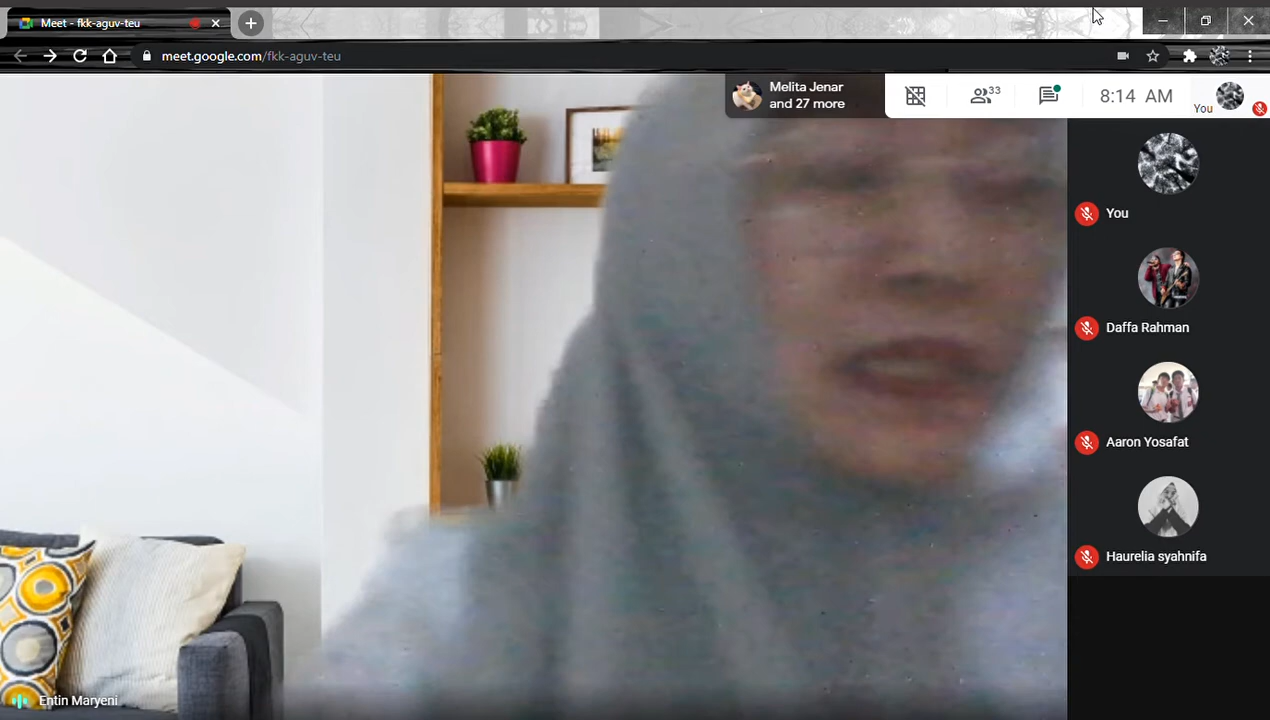 Meet - fkk-aguv-teu
meet.google.com/fkk-aguv-teu
Melita Jenar
and 27 more
33
8:14 AM
You
You
Daffa Rahman
Aaron Yosafat
Haurelia syahnifa
Entin Maryeni